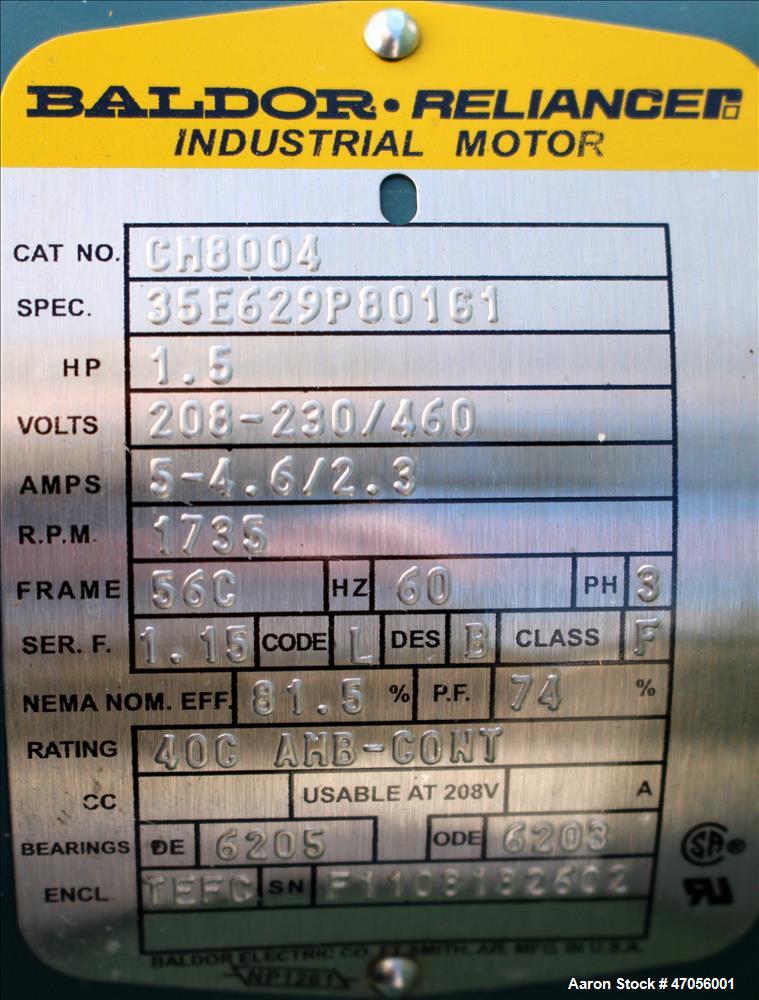 BALDOR • RELIANCER
INDUSTRIAL MOTOR
CAT NO. CM8004
SPEC. 35E629P801G1
HP 1.5
VOLTS 208-230/460
AMPS 5-4.6/2.3
R.P.M. 1735
FRAME 56C HZ 60 PH 3
SER. F. 1.15 CODE L DES B CLASS F
NEMA NOM. EFF. 81.5 % P.F. 74 %
RATING 40C AMB-CONT
CC USABLE AT 208V A
BEARINGS DE 6205 ODE 6203
ENCL TEFC SN F1108182602
BALDOR ELECTRIC CO. FT. SMITH, AR. MFG. IN U.S.A.
NP1261
Aaron Stock # 47056001